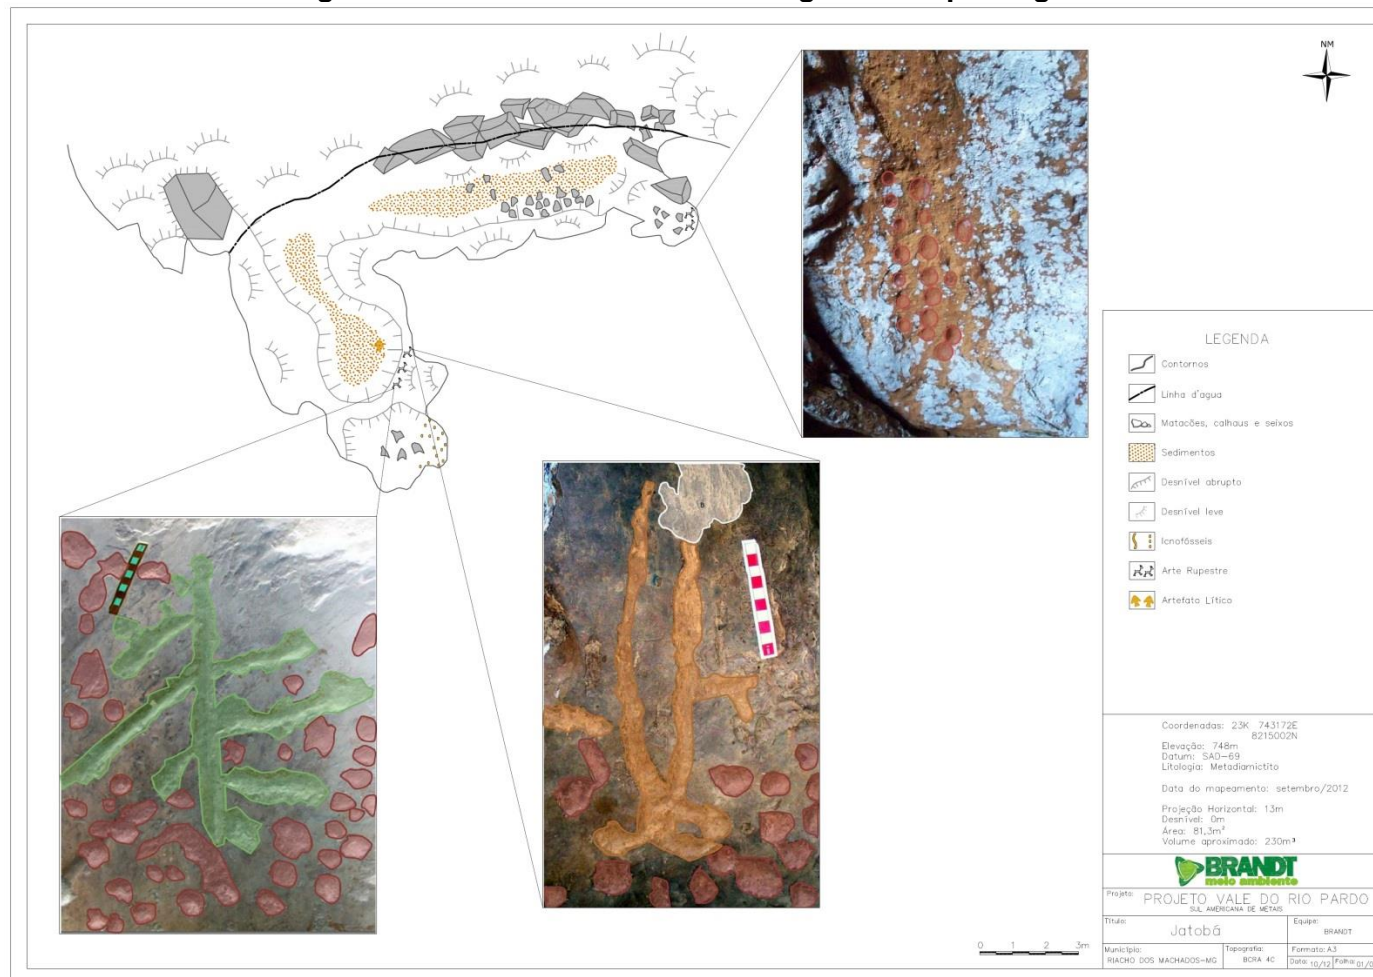 NM
LEGENDA
Contornos
Linha d'agua
Matacões, calhaus e seixos
Sedimentos
Desnível abrupto
Desnível leve
Icnofósseis
Arte Rupestre
Artefato Lítico
Coordenadas: 23K 743172E
8215002N
Elevação: 748m
Datum: SAD-69
Litologia: Metadiamictito
Data do mapeamento: setembro/2012
Projeção Horizontal: 13m
Desnível: 0m
Área: 81,3m²
Volume aproximado: 230m³
BRANDT
meio ambiente
Projeto: PROJETO VALE DO RIO PARDO
SUL AMERICANA DE METAIS
Título: Jatobá
Equipe: BRANDT
Município: RIACHO DOS MACHADOS-MG
Topografia: BCRA 4C
Formato: A3
Data: 10/12 Folha: 01/0
0 1 2 3m